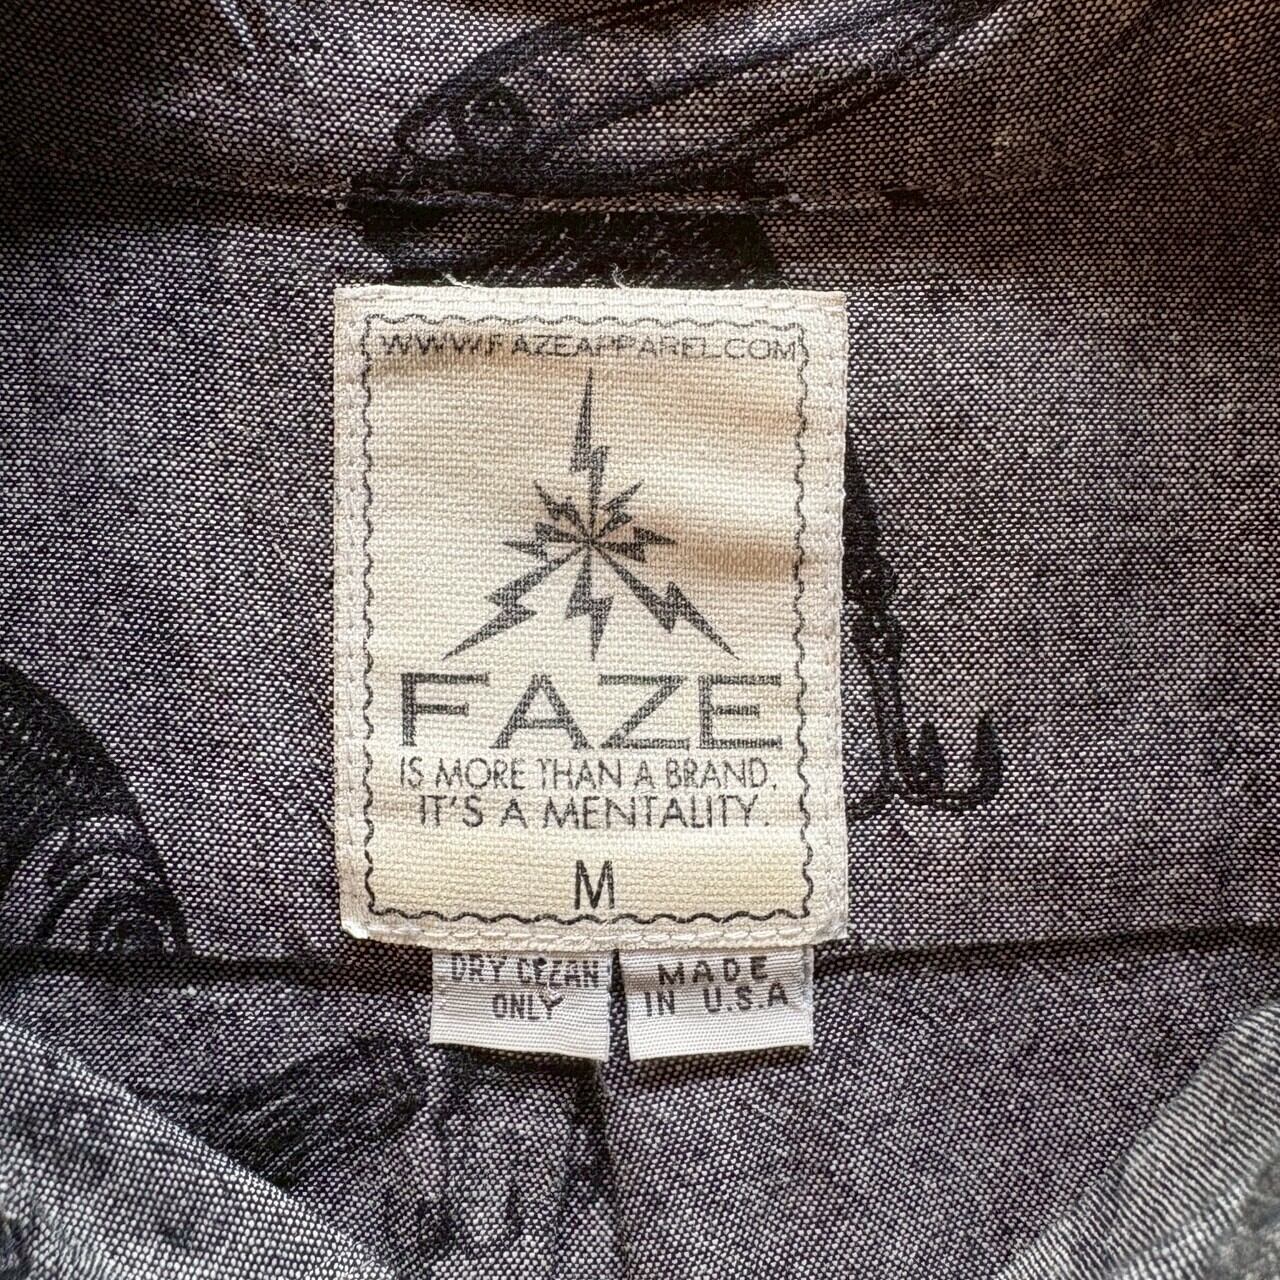 WWW.FAZEAPPAREL.COM
FAZE
IS MORE THAN A BRAND.
IT'S A MENTALITY.
M
DRY CLEAN
ONLY
MADE
IN U.S.A